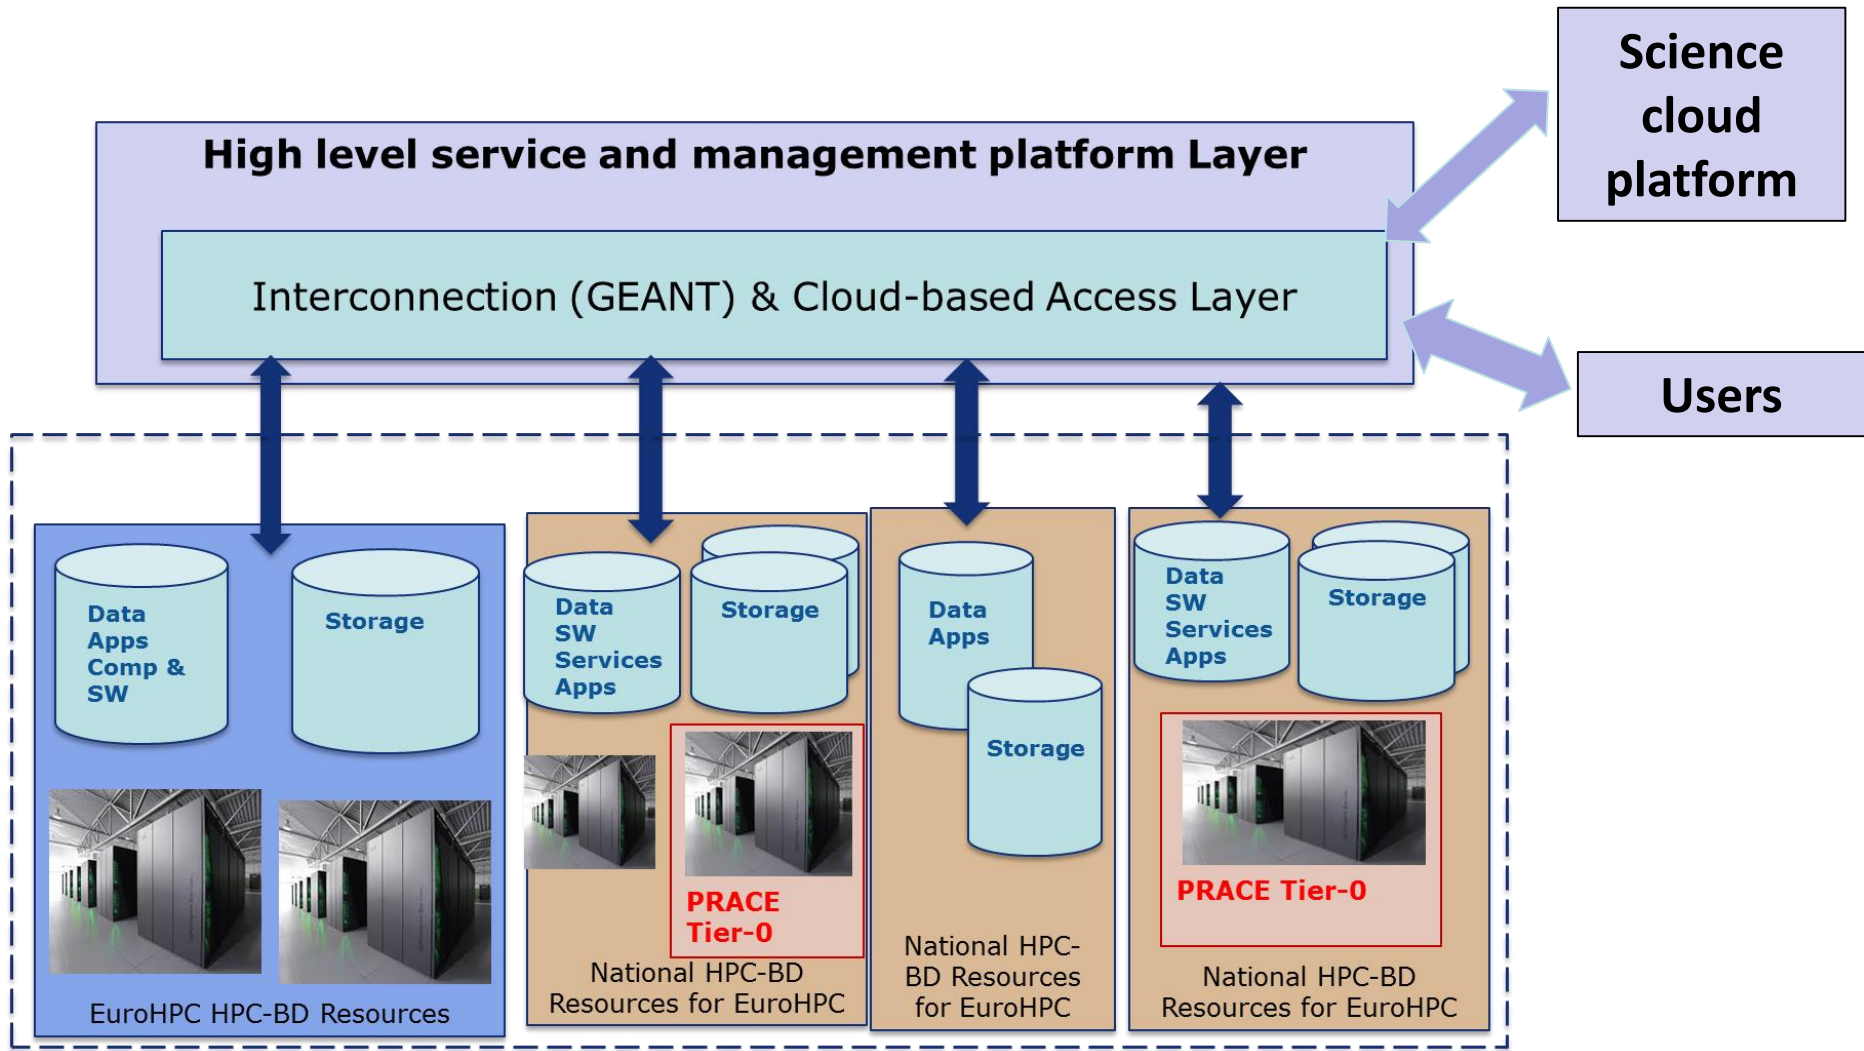 Science
cloud
platform
High level service and management platform Layer
Interconnection (GEANT) & Cloud-based Access Layer
Users
Data
Apps
Comp &
SW
Storage
EuroHPC HPC-BD Resources
Data
SW
Services
Apps
Storage
PRACE
Tier-0
National HPC-BD
Resources for EuroHPC
Data
Apps
Storage
National HPC-
BD Resources
for EuroHPC
Data
SW
Services
Apps
Storage
PRACE Tier-0
National HPC-BD
Resources for EuroHPC